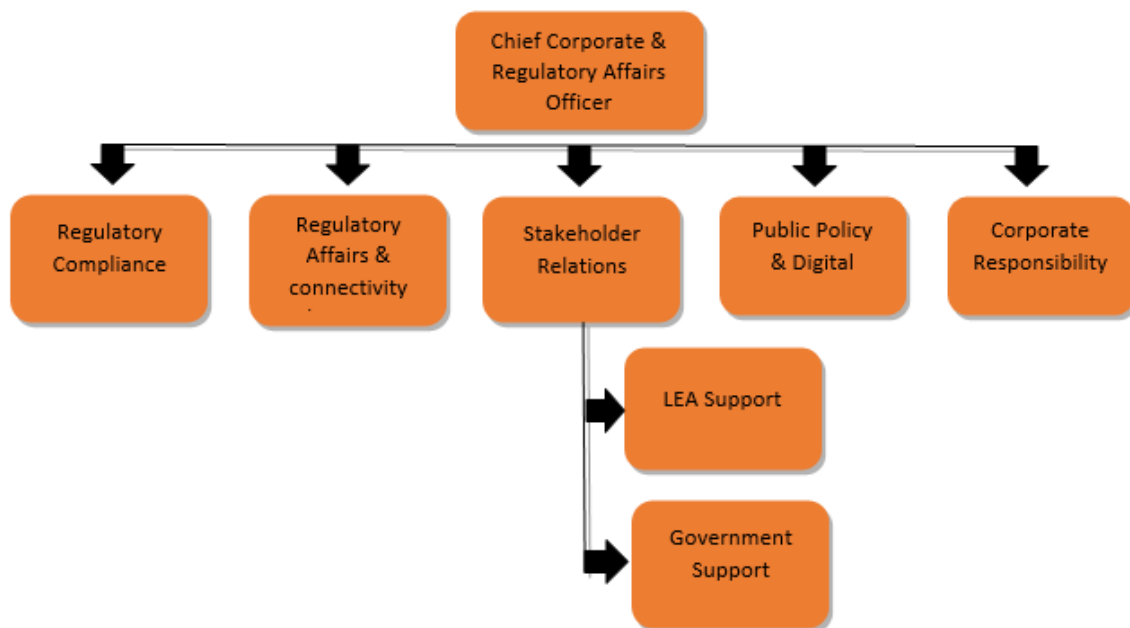 Chief Corporate &
Regulatory Affairs
Officer
Regulatory
Compliance
Regulatory
Affairs &
connectivity
.
Stakeholder
Relations
Public Policy
& Digital
Corporate
Responsibility
LEA Support
Government
Support